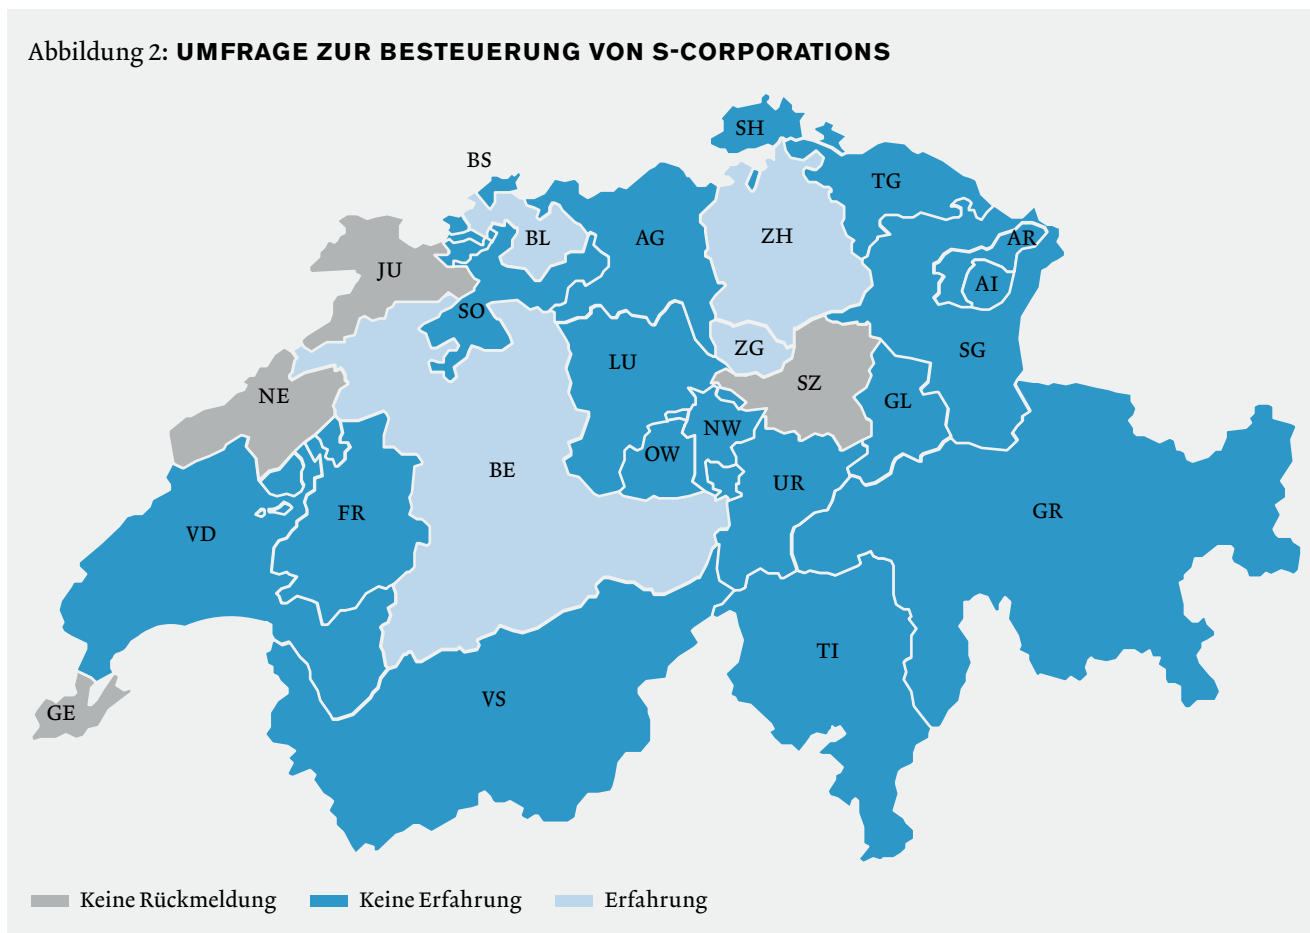 Abbildung 2: UMFRAGE ZUR BESTEUERUNG VON S-CORPORATIONS
SH
BS
TG
BL
AG
ZH
AR
JU
AI
SO
ZG
SG
LU
SZ
NE
GL
NW
OW
BE
UR
FR
GR
VD
TI
VS
GE
Keine Rückmeldung
Keine Erfahrung
Erfahrung